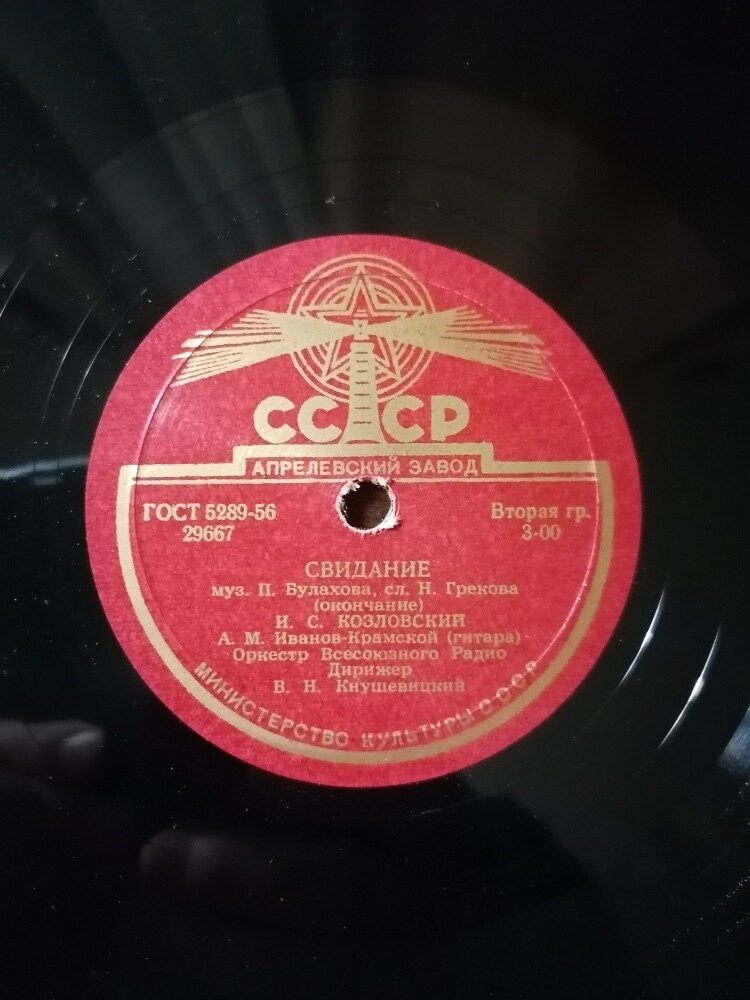 СССР
АПРЕЛЕВСКИЙ ЗАВОД
ГОСТ 5289-56
29667
Вторая гр.
3-00
СВИДАНИЕ
муз. П. Булахова, сл. Н. Грекова
(окончание)
И. С. КОЗЛОВСКИЙ
А. М. Иванов-Крамской (гитара)
Оркестр Всесоюзного Радио
Дирижер
В. Н. Кнушевицкий
МИНИСТЕРСТВО КУЛЬТУРЫ СССР